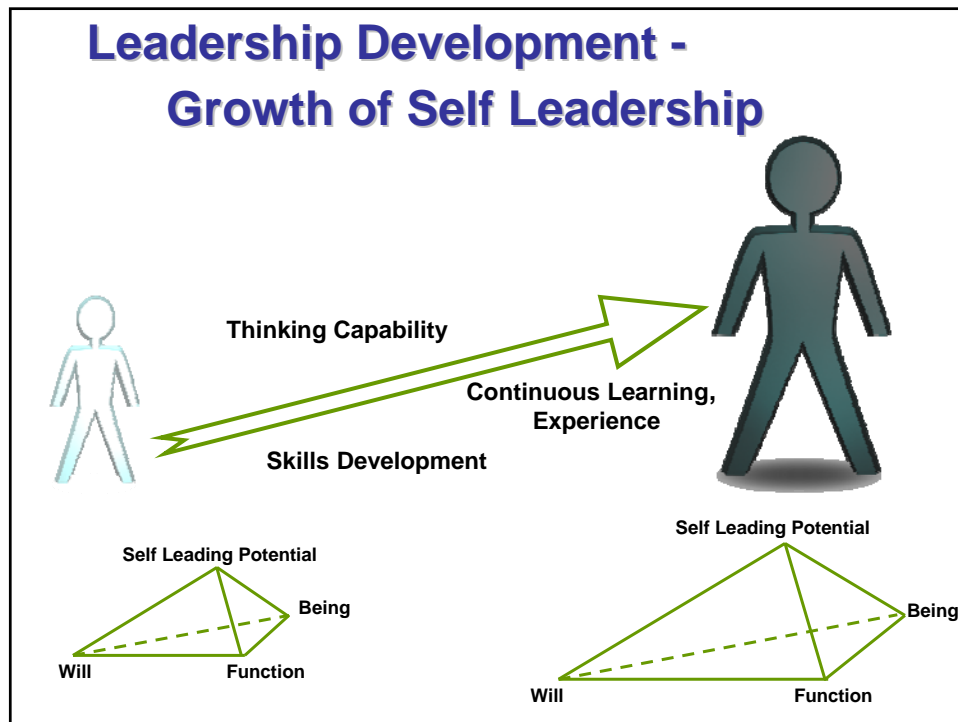 Leadership Development -
Growth of Self Leadership
Thinking Capability
Continuous Learning,
Experience
Skills Development
Self Leading Potential
Being
Will
Function
Self Leading Potential
Being
Will
Function